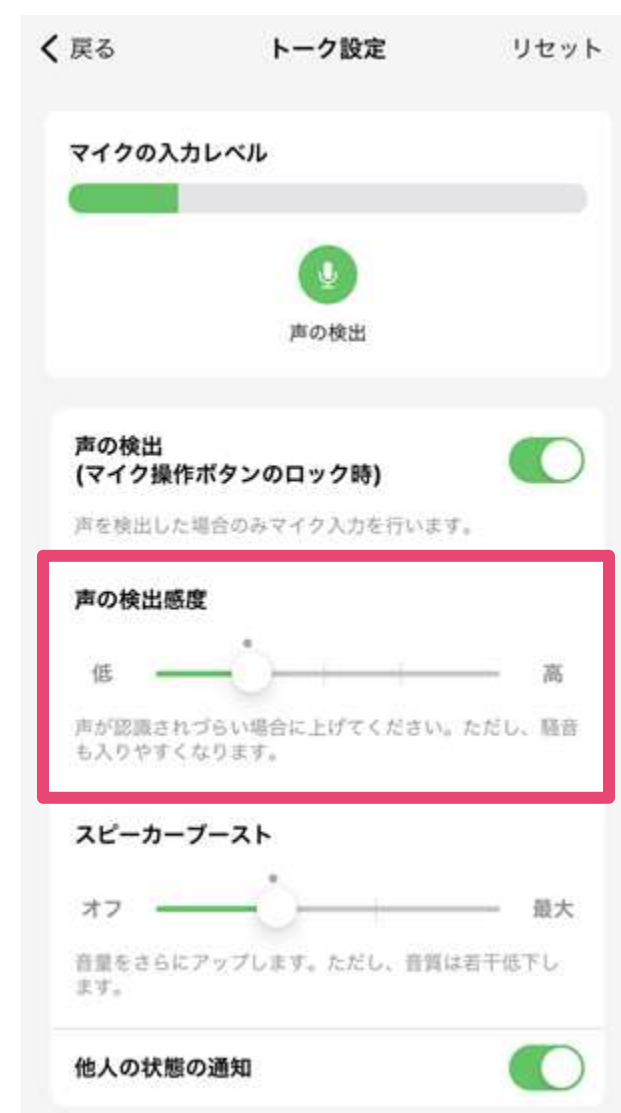 戻る
トーク設定
リセット
マイクの入力レベル
声の検出
声の検出
(マイク操作ボタンのロック時)
声を検出した場合のみマイク入力を行います。
声の検出感度
低
高
声が認識されづらい場合に上げてください。ただし、騒音
も入りやすくなります。
スピーカーブースト
オフ
最大
音量をさらにアップします。ただし、音質は若干低下し
ます。
他人の状態の通知